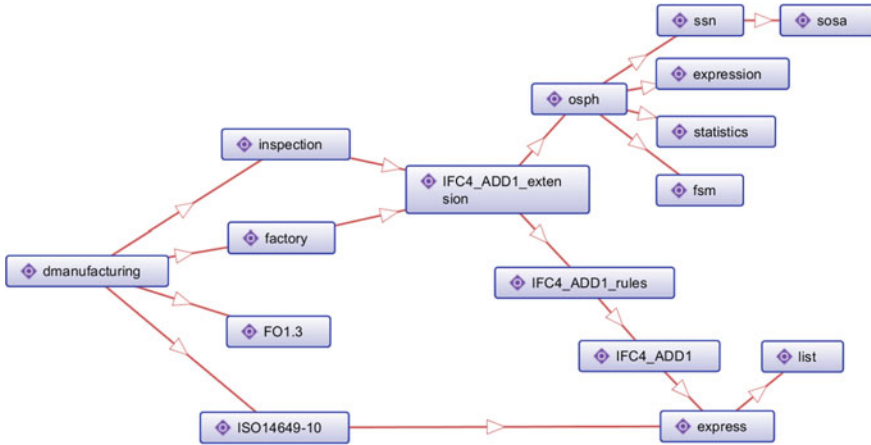 ssn
sosa
expression
osph
statistics
inspection
IFC4_ADD1_exten
sion
fsm
factory
dmanufacturing
IFC4_ADD1_rules
FO1.3
IFC4_ADD1
list
ISO14649-10
express